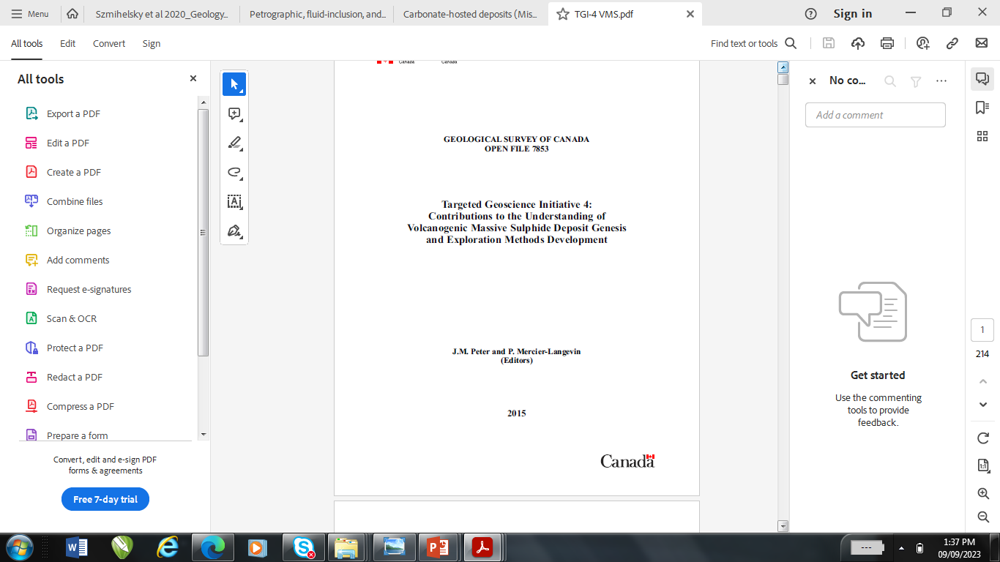 Menu
Szmihelsky et al 2020_Geology...
Petrographic, fluid-inclusion, and...
Carbonate-hosted deposits (Mis...
TGI-4 VMS.pdf
Sign in
All tools
Edit
Convert
Sign
Find text or tools
All tools
Export a PDF
Edit a PDF
Create a PDF
Combine files
Organize pages
Add comments
Request e-signatures
Scan & OCR
Protect a PDF
Redact a PDF
Compress a PDF
Prepare a form
Convert, edit and e-sign PDF
forms & agreements
Free 7-day trial
Canada
Canada
GEOLOGICAL SURVEY OF CANADA
OPEN FILE 7853
Targeted Geoscience Initiative 4:
Contributions to the Understanding of
Volcanogenic Massive Sulphide Deposit Genesis
and Exploration Methods Development
J.M. Peter and P. Mercier-Langevin
(Editors)
2015
Canada
No co...
Add a comment
Get started
Use the commenting
tools to provide
feedback.
1
214
1:37 PM
09/09/2023